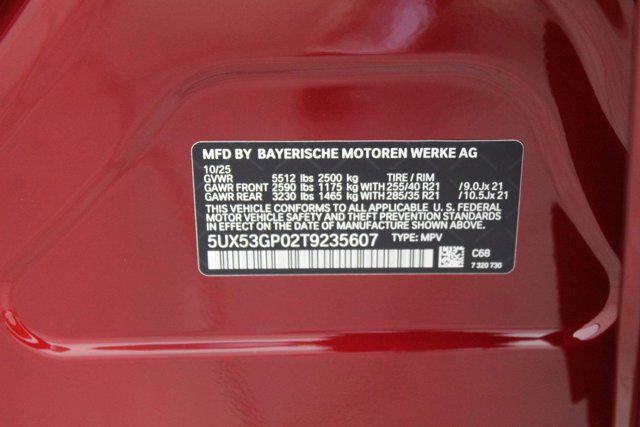 MFD BY BAYERISCHE MOTOREN WERKE AG
10/25
GVWR 5512 lbs 2500 kg TIRE / RIM
GAWR FRONT 2590 lbs 1175 kg WITH 255/40 R21 /9.0Jx 21
GAWR REAR 3230 lbs 1465 kg WITH 285/35 R21 /10.5Jx 21
THIS VEHICLE CONFORMS TO ALL APPLICABLE U.S. FEDERAL
MOTOR VEHICLE SAFETY AND THEFT PREVENTION STANDARDS
IN EFFECT ON THE DATE OF MANUFACTURE SHOWN ABOVE.
5UX53GP02T9235607 TYPE: MPV
C68
7 320 730